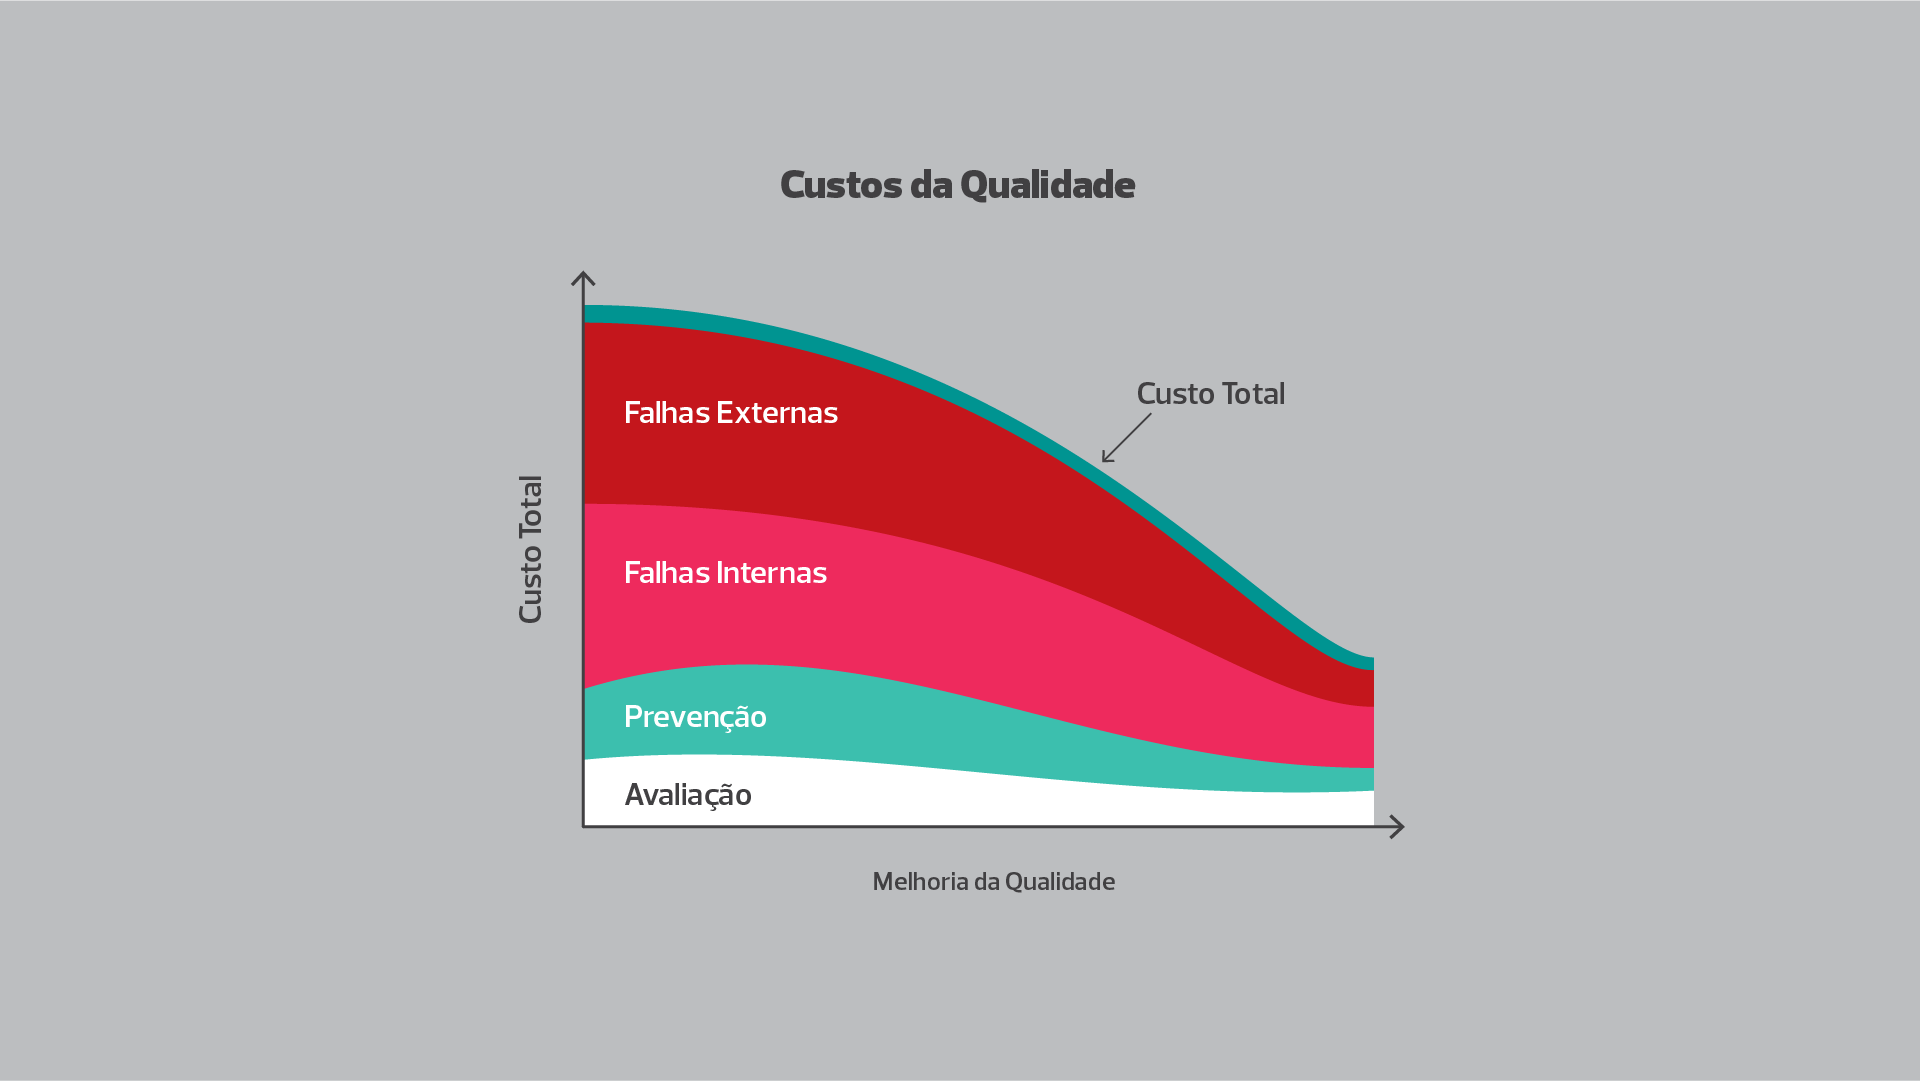 Custos da Qualidade
Custo Total
Falhas Externas
Custo Total
Falhas Internas
Prevenção
Avaliação
Melhoria da Qualidade